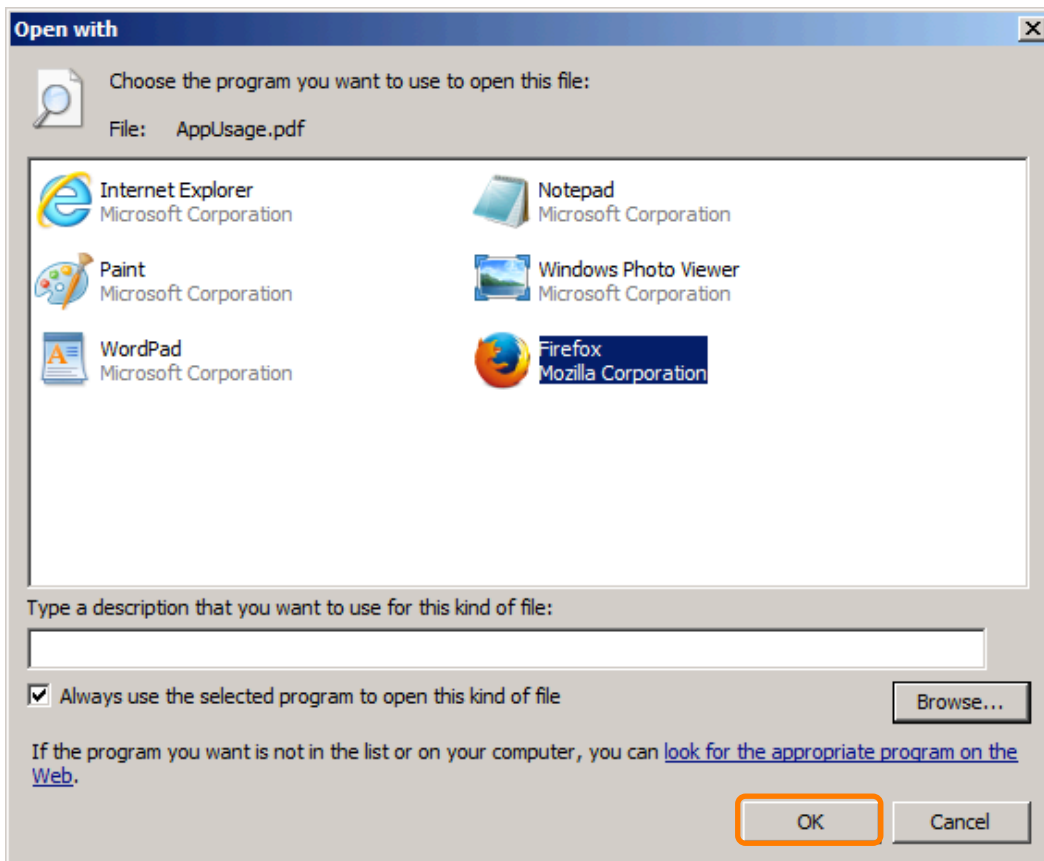 Open with
Choose the program you want to use to open this file:
File: AppUsage.pdf
Internet Explorer
Microsoft Corporation
Notepad
Microsoft Corporation
Paint
Microsoft Corporation
Windows Photo Viewer
Microsoft Corporation
WordPad
Microsoft Corporation
Firefox
Mozilla Corporation
Type a description that you want to use for this kind of file:
Always use the selected program to open this kind of file
Browse...
If the program you want is not in the list or on your computer, you can look for the appropriate program on the
Web.
OK
Cancel